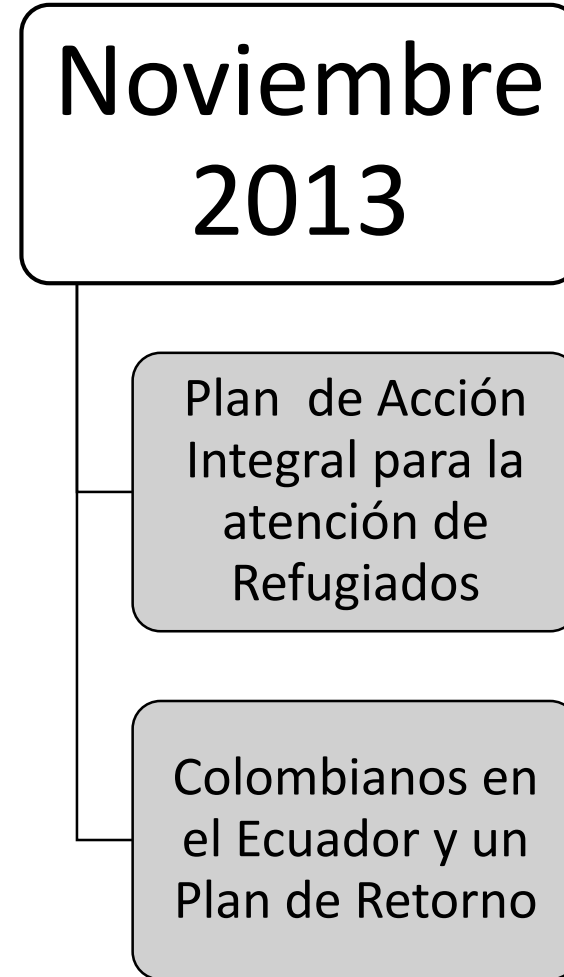 Noviembre
2013
Plan  de Acción
Integral para la
atención de
Refugiados
Colombianos en
el Ecuador y un
Plan de Retorno